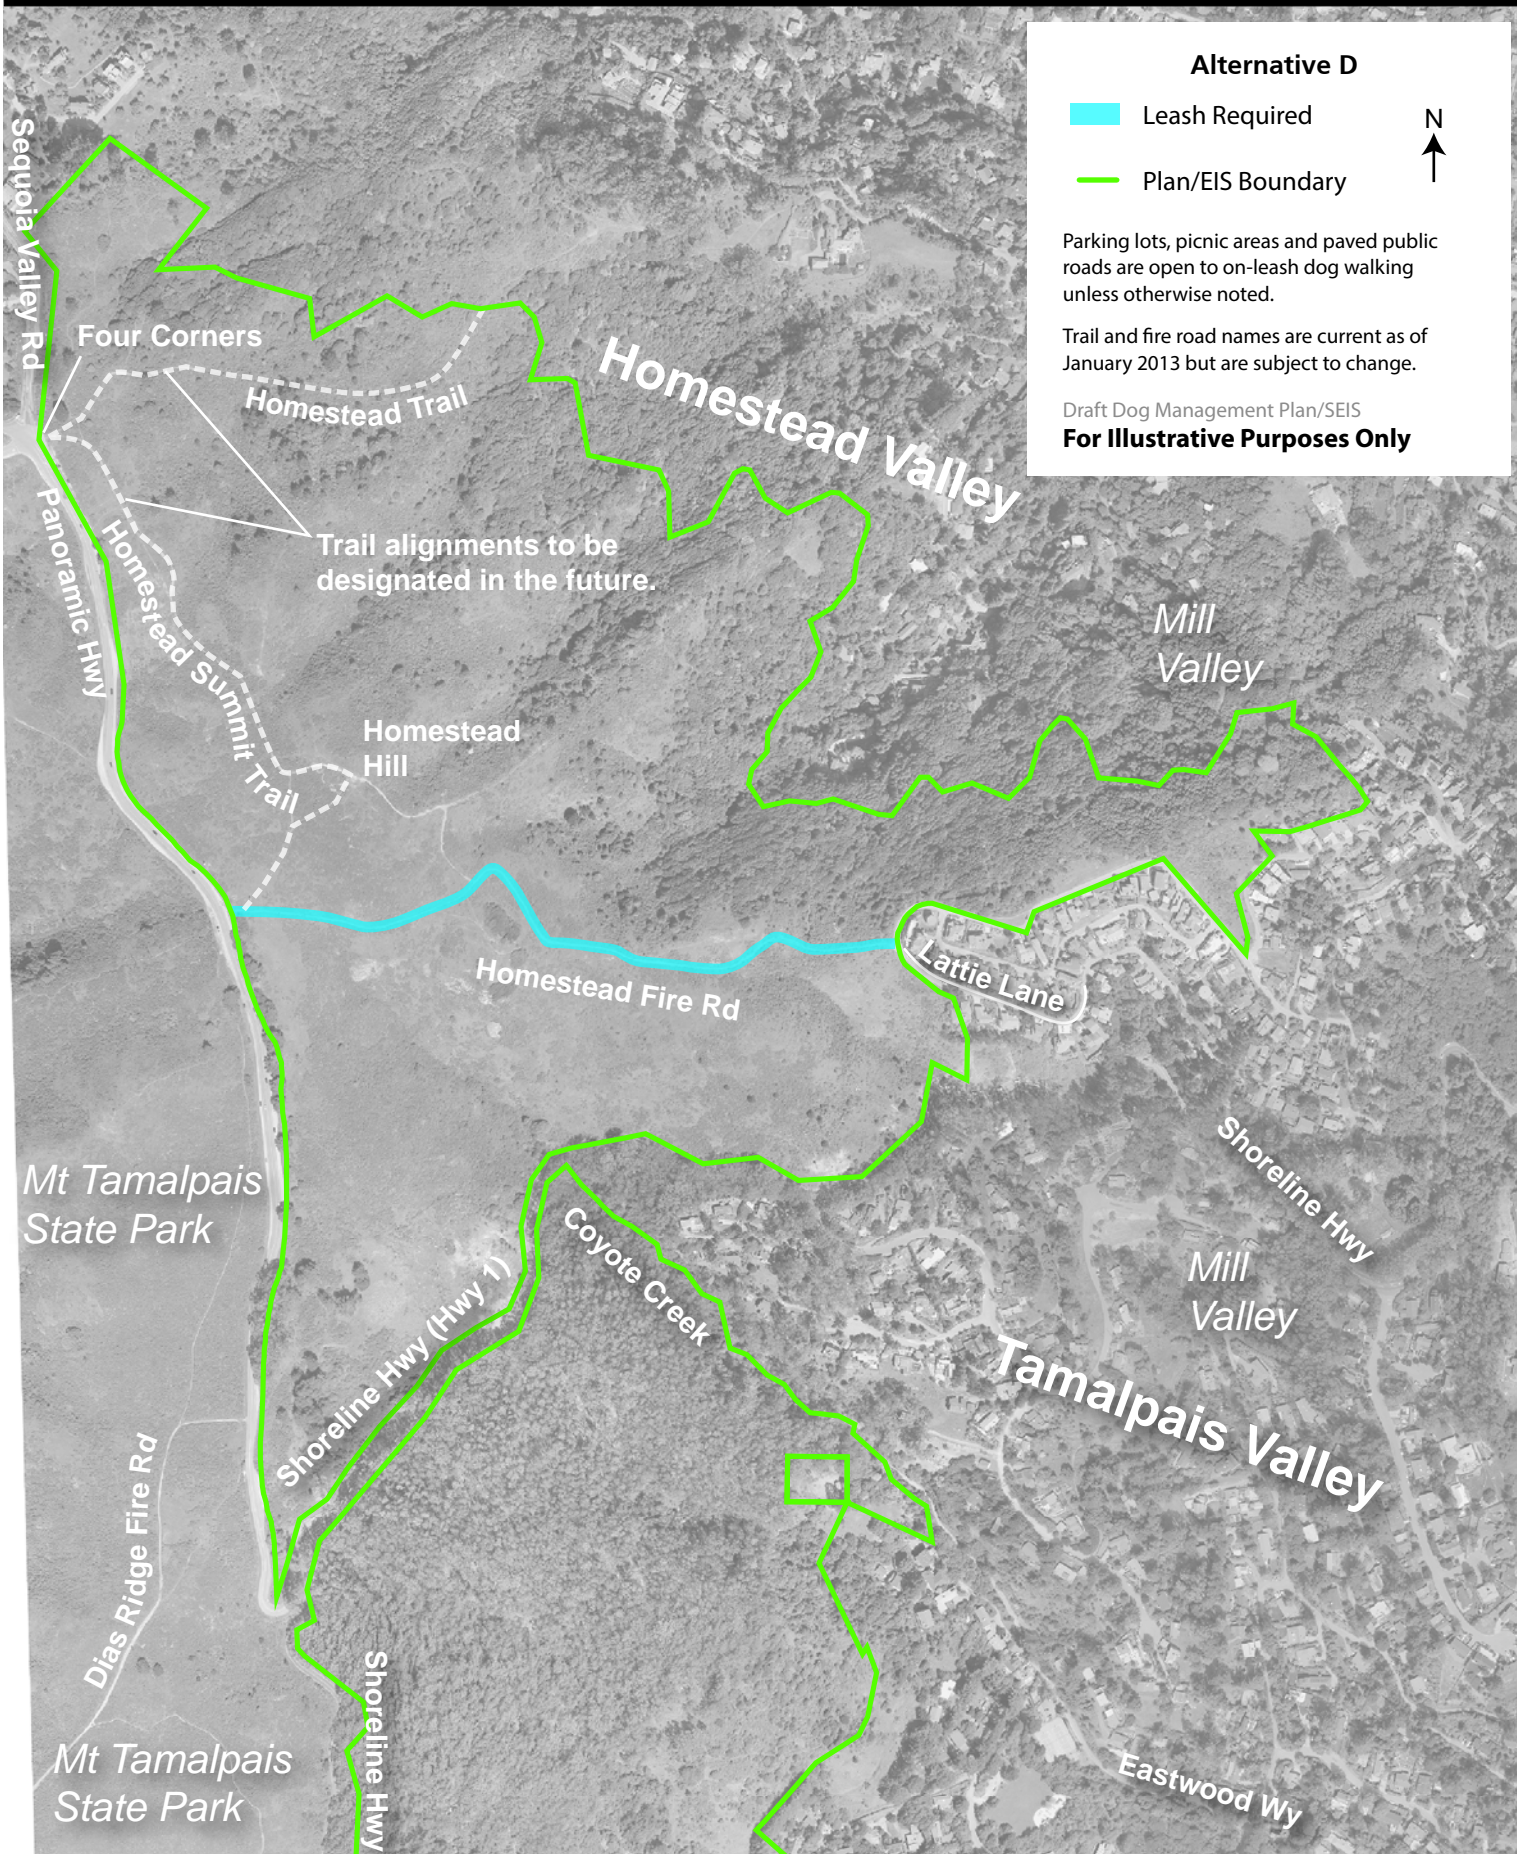 Alternative D
Leash Required
N
Plan/EIS Boundary
Parking lots, picnic areas and paved public
roads are open to on-leash dog walking
unless otherwise noted.
Trail and fire road names are current as of
January 2013 but are subject to change.
Draft Dog Management Plan/SEIS
For Illustrative Purposes Only
Sequoia Valley Rd
Four Corners
Homestead Trail
Homestead Valley
Panoramic Hwy
Homestead Summit Trail
Trail alignments to be
designated in the future.
Mill
Valley
Homestead
Hill
Homestead Fire Rd
Lattie Lane
Shoreline Hwy
Mt Tamalpais
State Park
Coyote Creek
Shoreline Hwy (Hwy 1)
Mill
Valley
Tamalpais Valley
Dias Ridge Fire Rd
Shoreline Hwy
Mt Tamalpais
State Park
Eastwood Wy